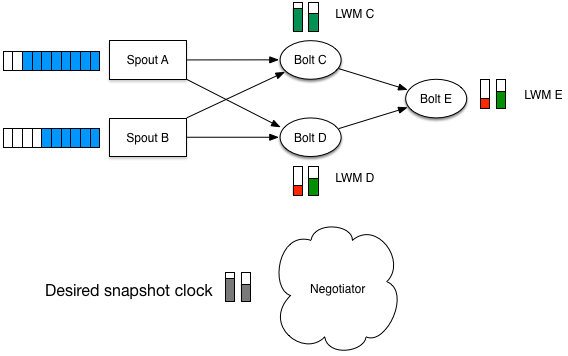 LWM C
Spout A
Bolt C
Bolt E
LWM E
Spout B
Bolt D
LWM D
Desired snapshot clock
Negotiator